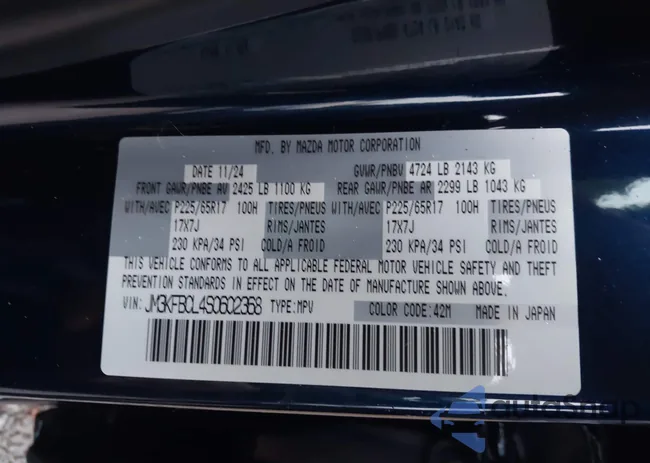 MFD. BY MAZDA MOTOR CORPORATION
DATE 11/24 GVWR/PNBV 4724 LB 2143 KG
FRONT GAWR/PNBE AV 2425 LB 1100 KG REAR GAWR/PNBE AR 2299 LB 1043 KG
WITH/AVEC P225/65R17 100H TIRES/PNEUS WITH/AVEC P225/65R17 100H TIRES/PNEUS
17X7J RIMS/JANTES 17X7J RIMS/JANTES
230 KPA/34 PSI COLD/A FROID 230 KPA/34 PSI COLD/A FROID
THIS VEHICLE CONFORMS TO ALL APPLICABLE FEDERAL MOTOR VEHICLE SAFETY AND THEFT
PREVENTION STANDARDS IN EFFECT ON THE DATE OF MANUFACTURE SHOWN ABOVE.
VIN: JM3KFBCL4S0602368 TYPE:MPV COLOR CODE:42M MADE IN JAPAN
AutoSnap